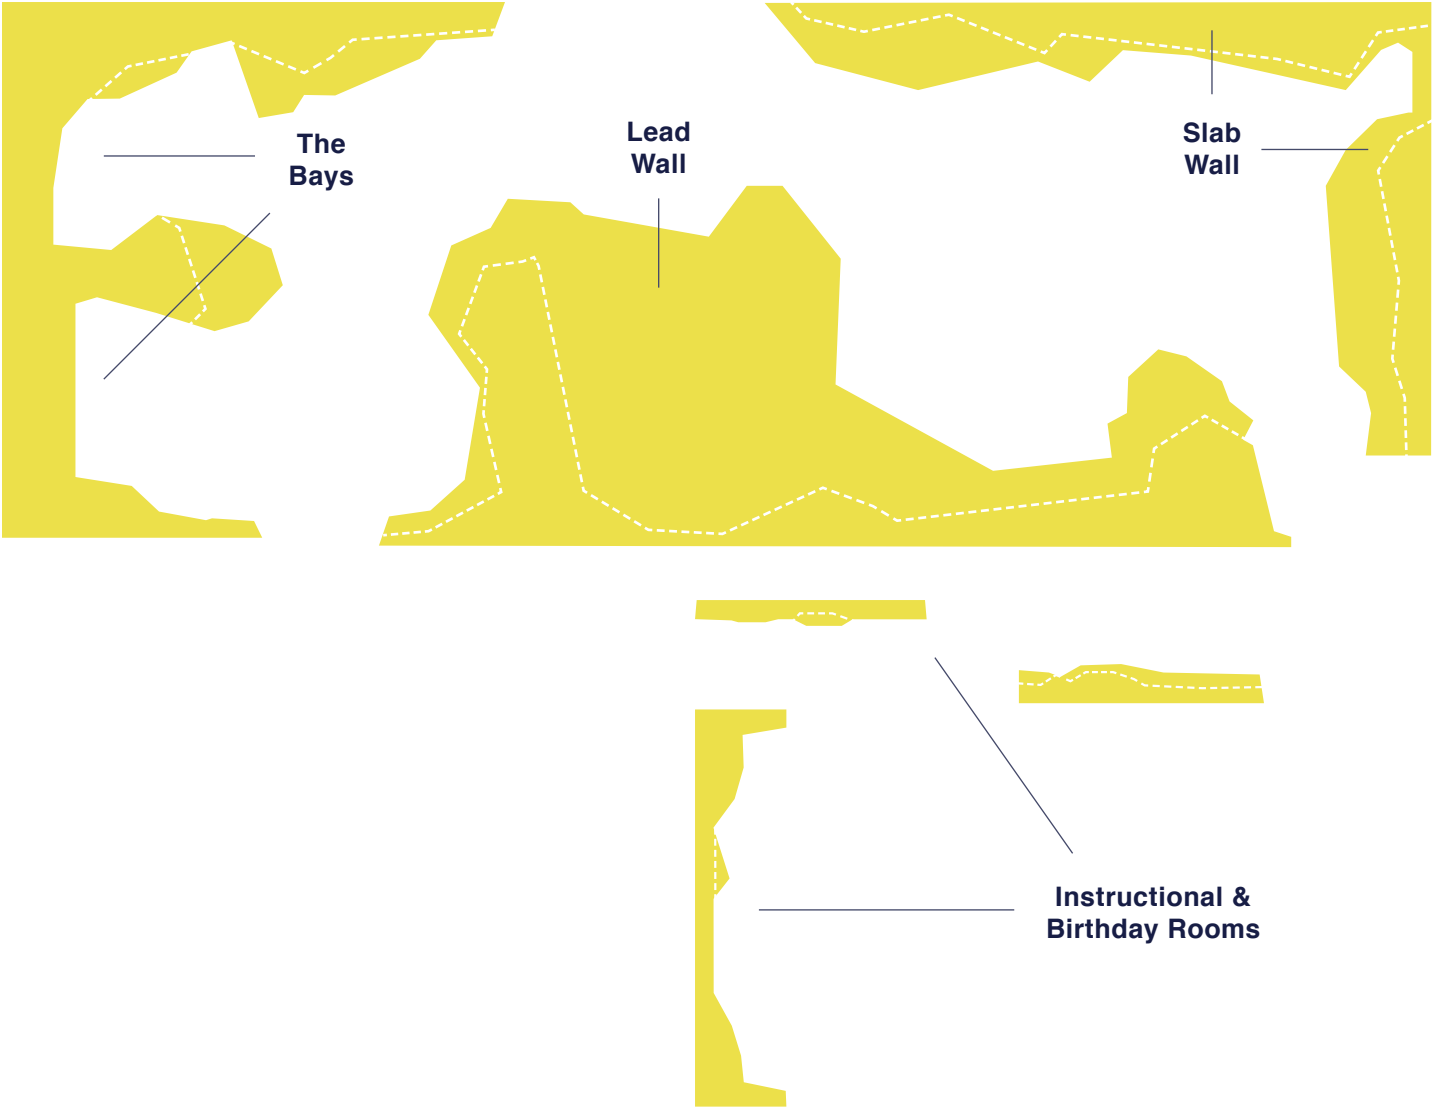 The
Bays
Lead
Wall
Slab
Wall
Instructional &
Birthday Rooms